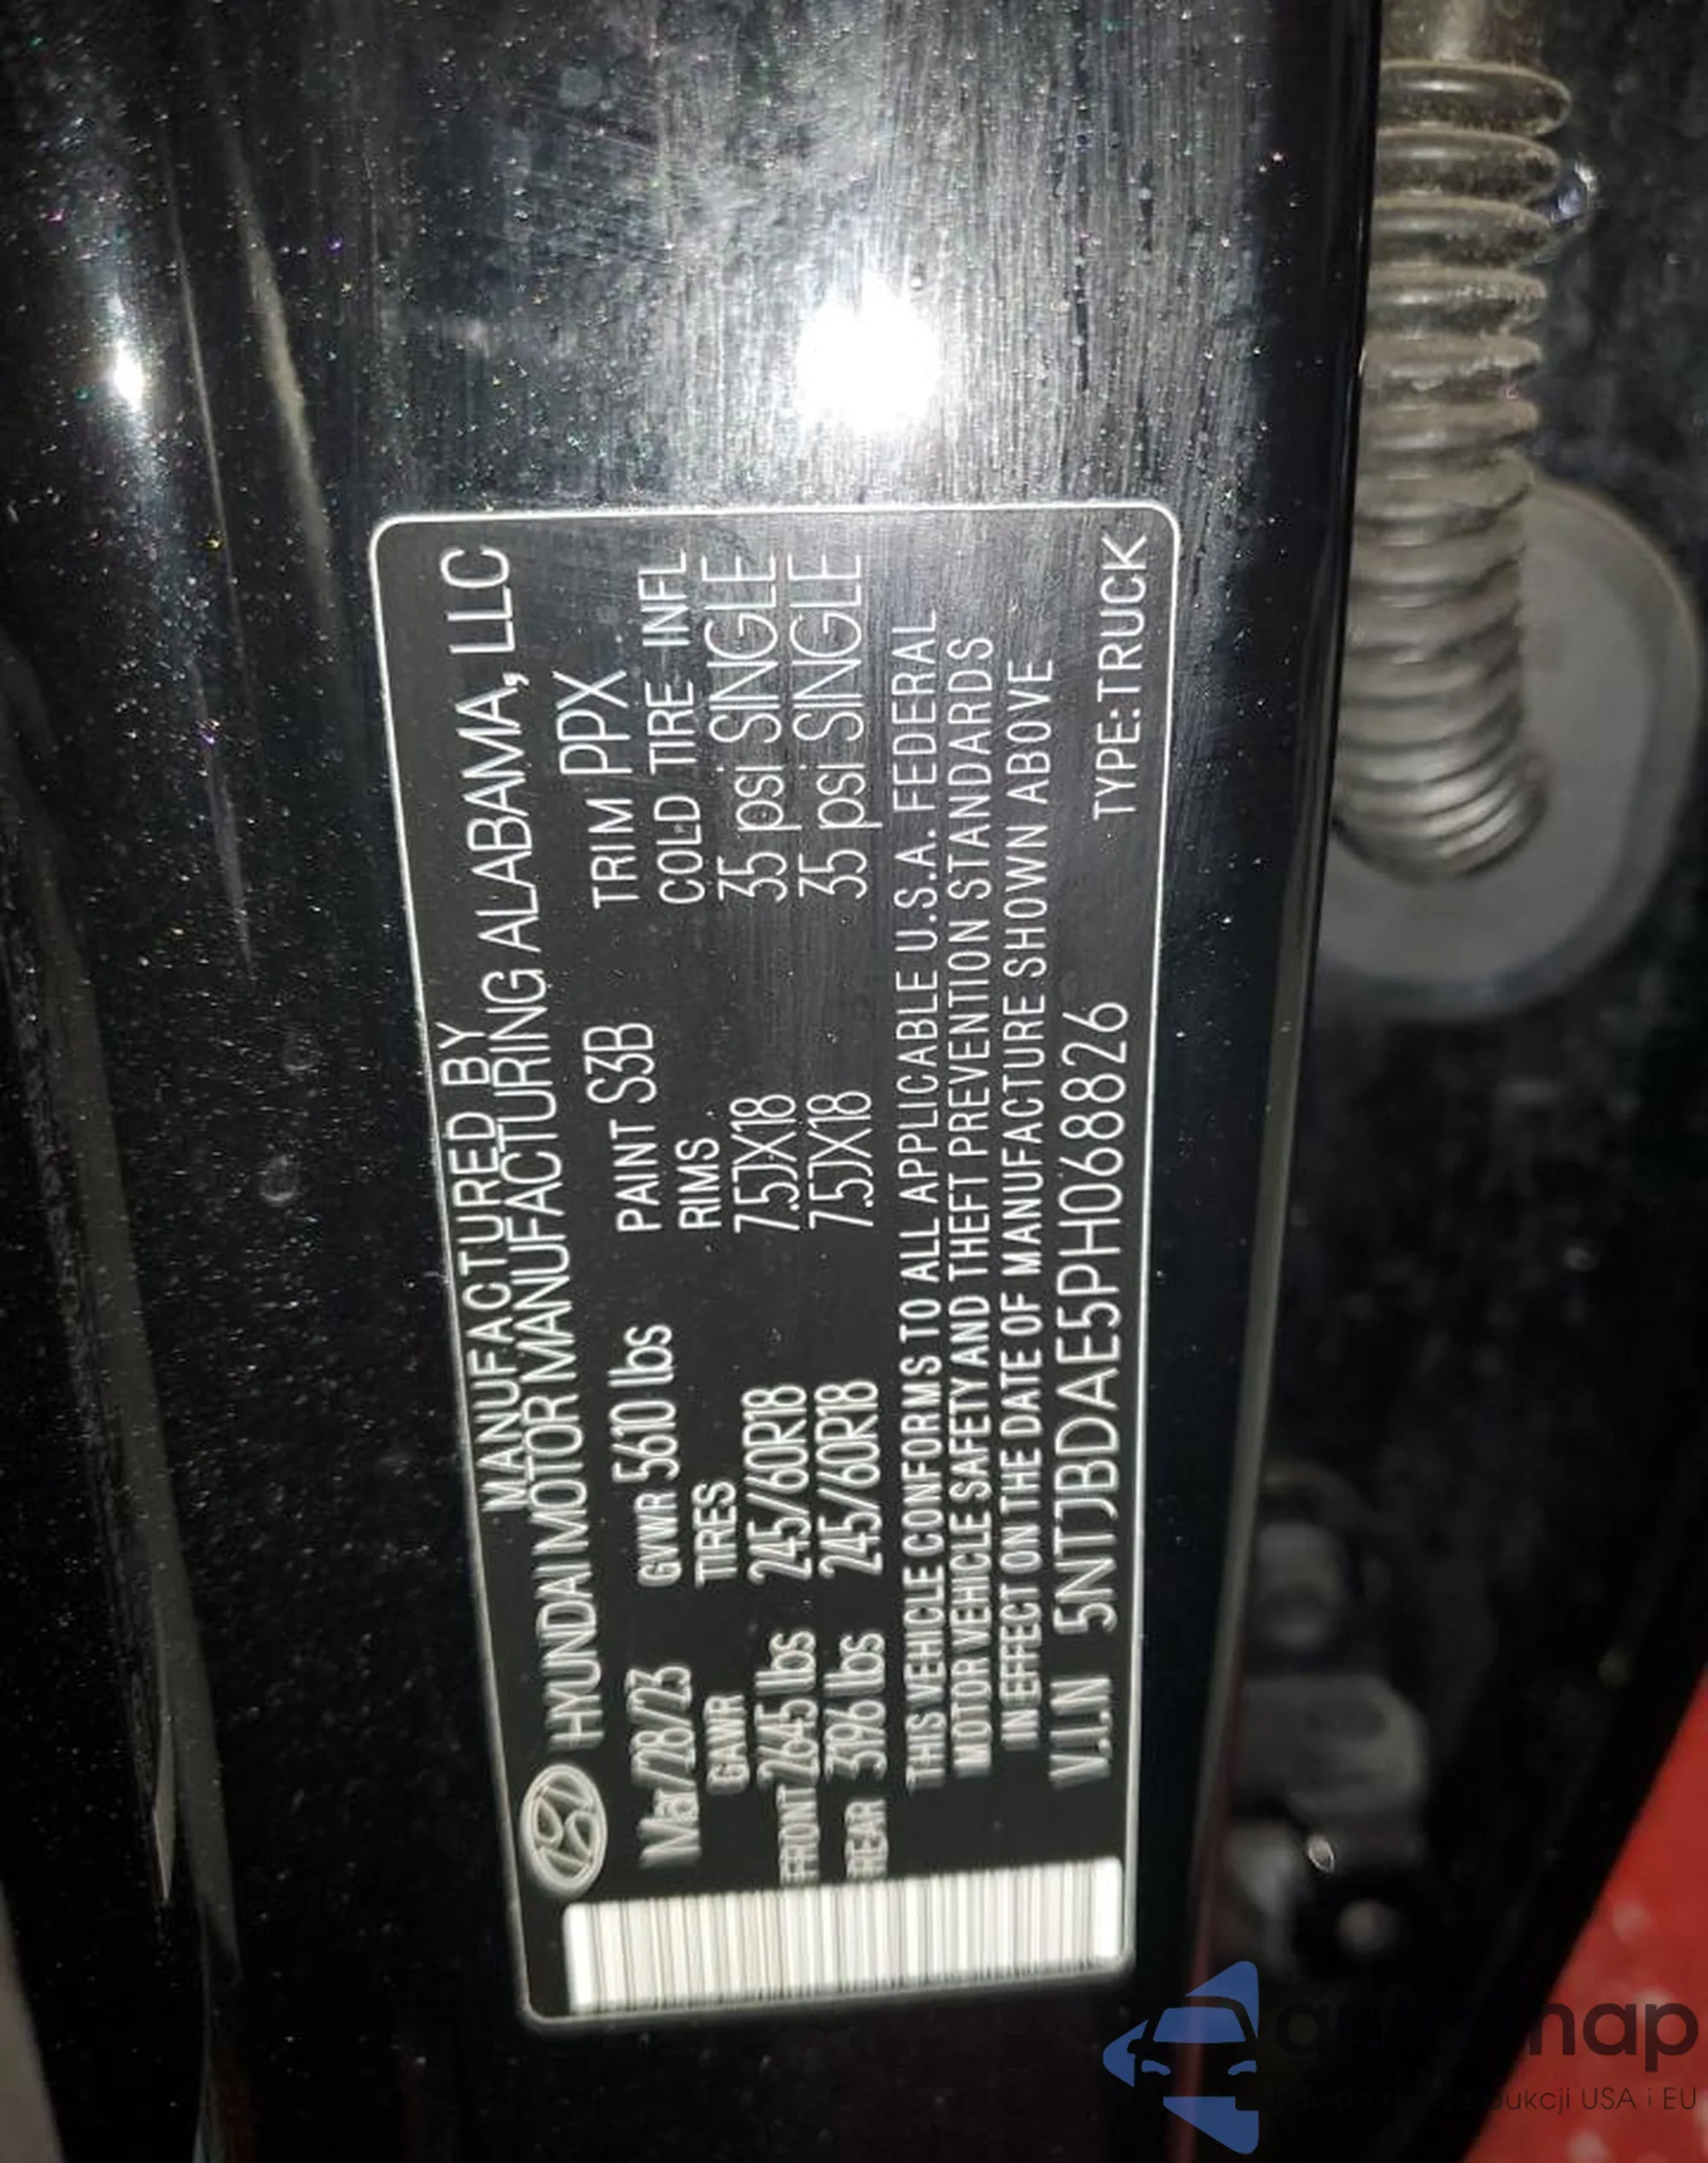 MANUFACTURED BY
HYUNDAI MOTOR MANUFACTURING ALABAMA, LLC
Mar/28/23 GVWR 5610 lbs PAINT S3B TRIM PPX
GAWR TIRES RIMS COLD TIRE INFL
FRONT 2645 lbs 245/60R18 7.5JX18 35 psi SINGLE
REAR 3196 lbs 245/60R18 7.5JX18 35 psi SINGLE
THIS VEHICLE CONFORMS TO ALL APPLICABLE U.S.A. FEDERAL
MOTOR VEHICLE SAFETY AND THEFT PREVENTION STANDARDS
IN EFFECT ON THE DATE OF MANUFACTURE SHOWN ABOVE
V.I.N 5NTJBDAE5PH068826 TYPE:TRUCK
USA i EU